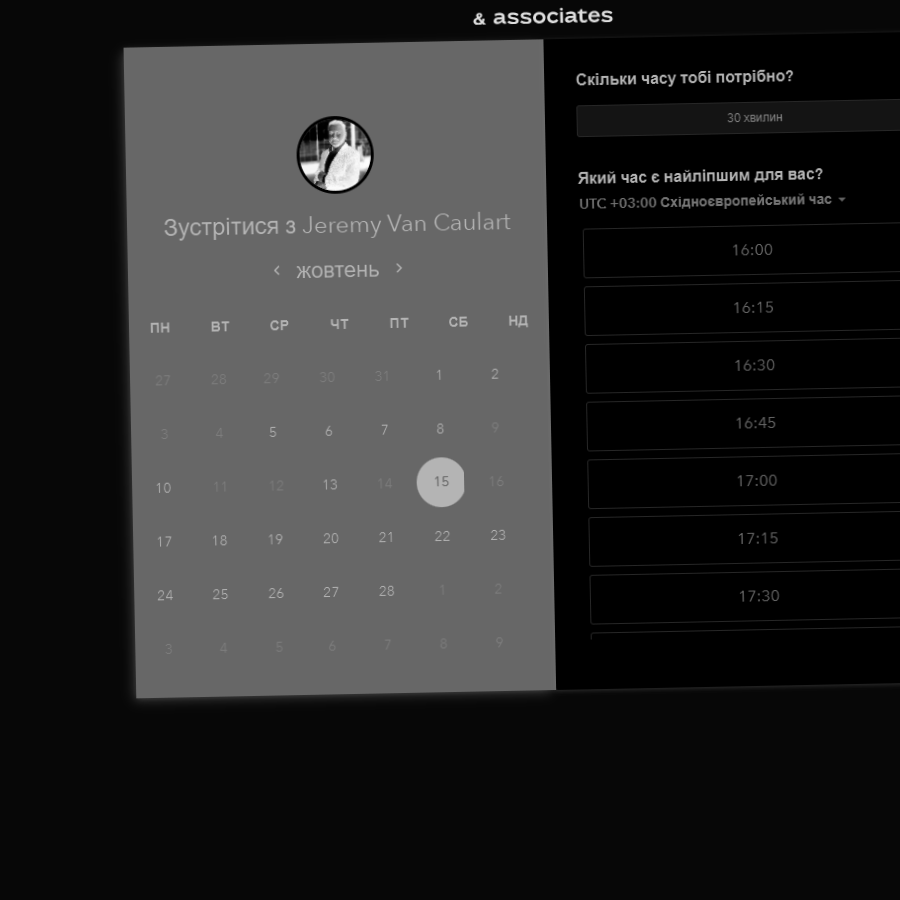 & associates
Зустрітися з Jeremy Van Caulart
‹ жовтень ›
ПН ВТ СР ЧТ ПТ СБ НД
27 28 29 30 31 1 2
3 4 5 6 7 8 9
10 11 12 13 14 15 16
17 18 19 20 21 22 23
24 25 26 27 28 1 2
3 4 5 6 7 8 9
Скільки часу тобі потрібно?
30 хвилин
Який час є найліпшим для вас?
UTC +03:00 Східноєвропейський час
16:00
16:15
16:30
16:45
17:00
17:15
17:30